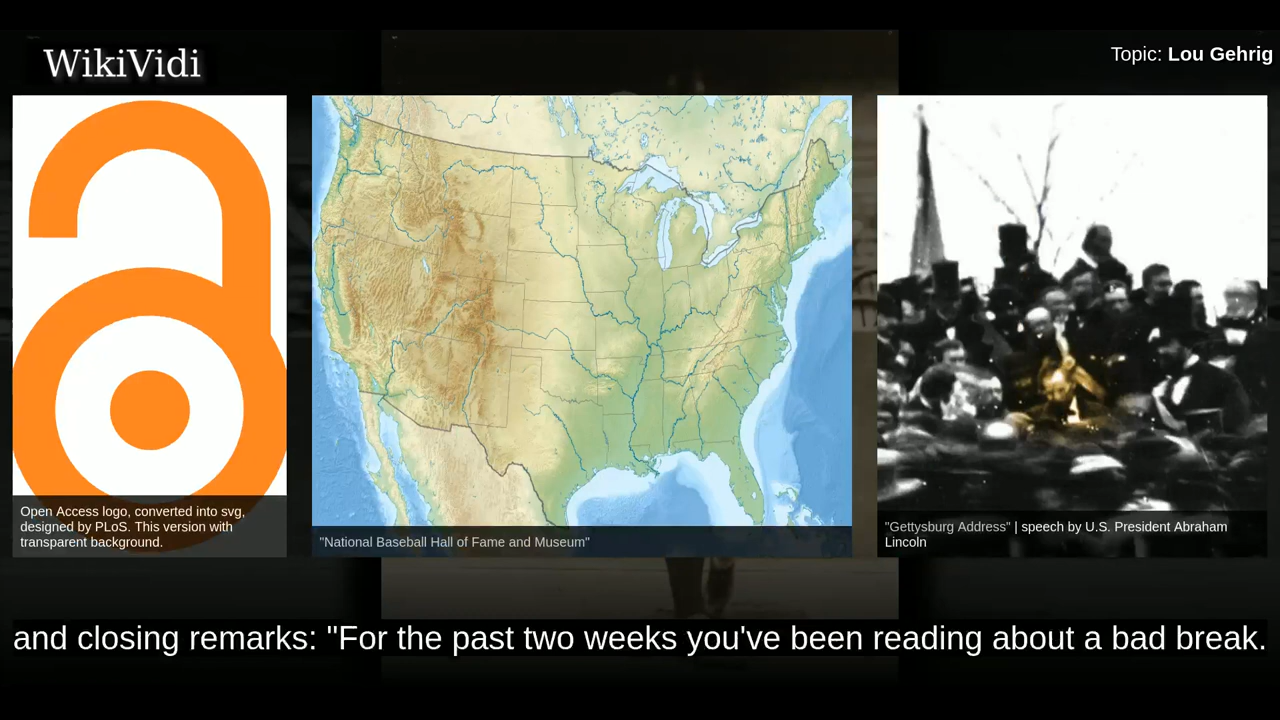 WikiVidi
Topic: Lou Gehrig
Open Access logo, converted into svg,
designed by PLoS. This version with
transparent background.
"National Baseball Hall of Fame and Museum"
"Gettysburg Address" | speech by U.S. President Abraham
Lincoln
and closing remarks: "For the past two weeks you've been reading about a bad break.